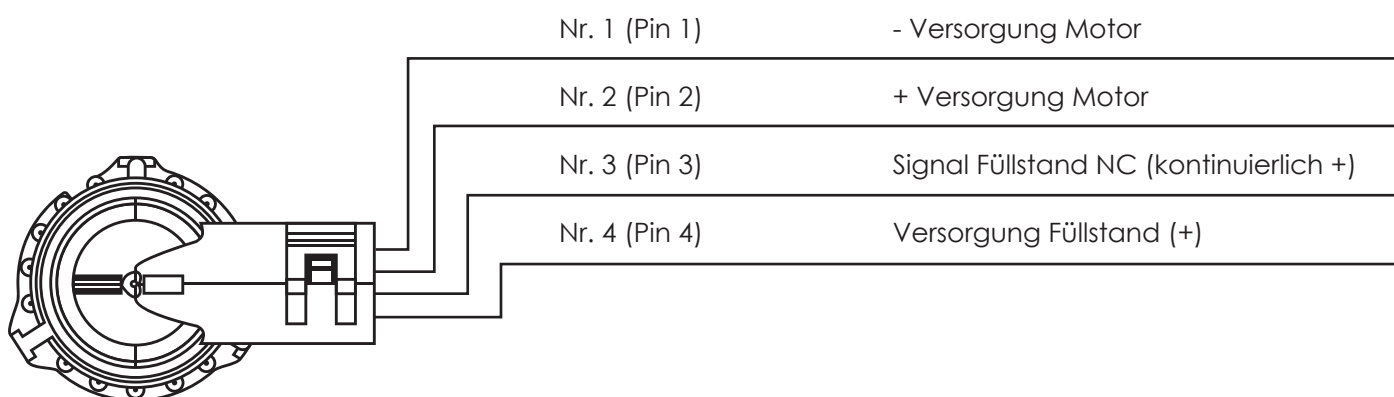 Nr. 1 (Pin 1) - Versorgung Motor
Nr. 2 (Pin 2) + Versorgung Motor
Nr. 3 (Pin 3) Signal Füllstand NC (kontinuierlich +)
Nr. 4 (Pin 4) Versorgung Füllstand (+)